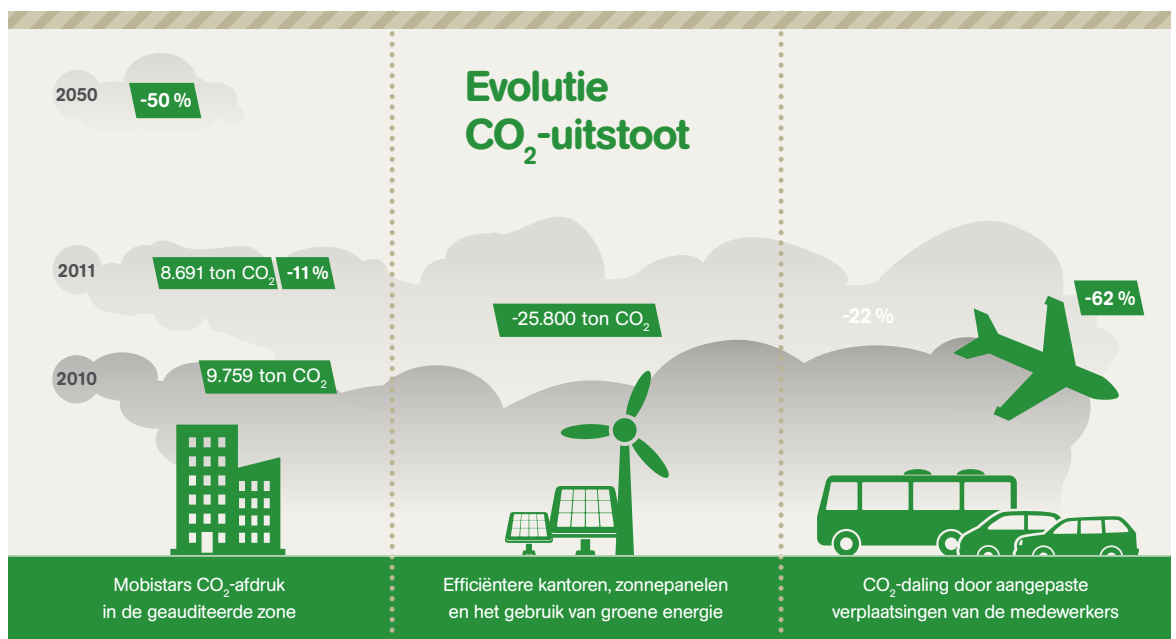 Evolutie
CO₂-uitstoot
2050
-50 %
2011
8.691 ton CO₂
-11 %
2010
9.759 ton CO₂
-25.800 ton CO₂
-22 %
-62 %
Mobistars CO₂-afdruk
in de geauditeerde zone
Efficiëntere kantoren, zonnepanelen
en het gebruik van groene energie
CO₂-daling door aangepaste
verplaatsingen van de medewerkers